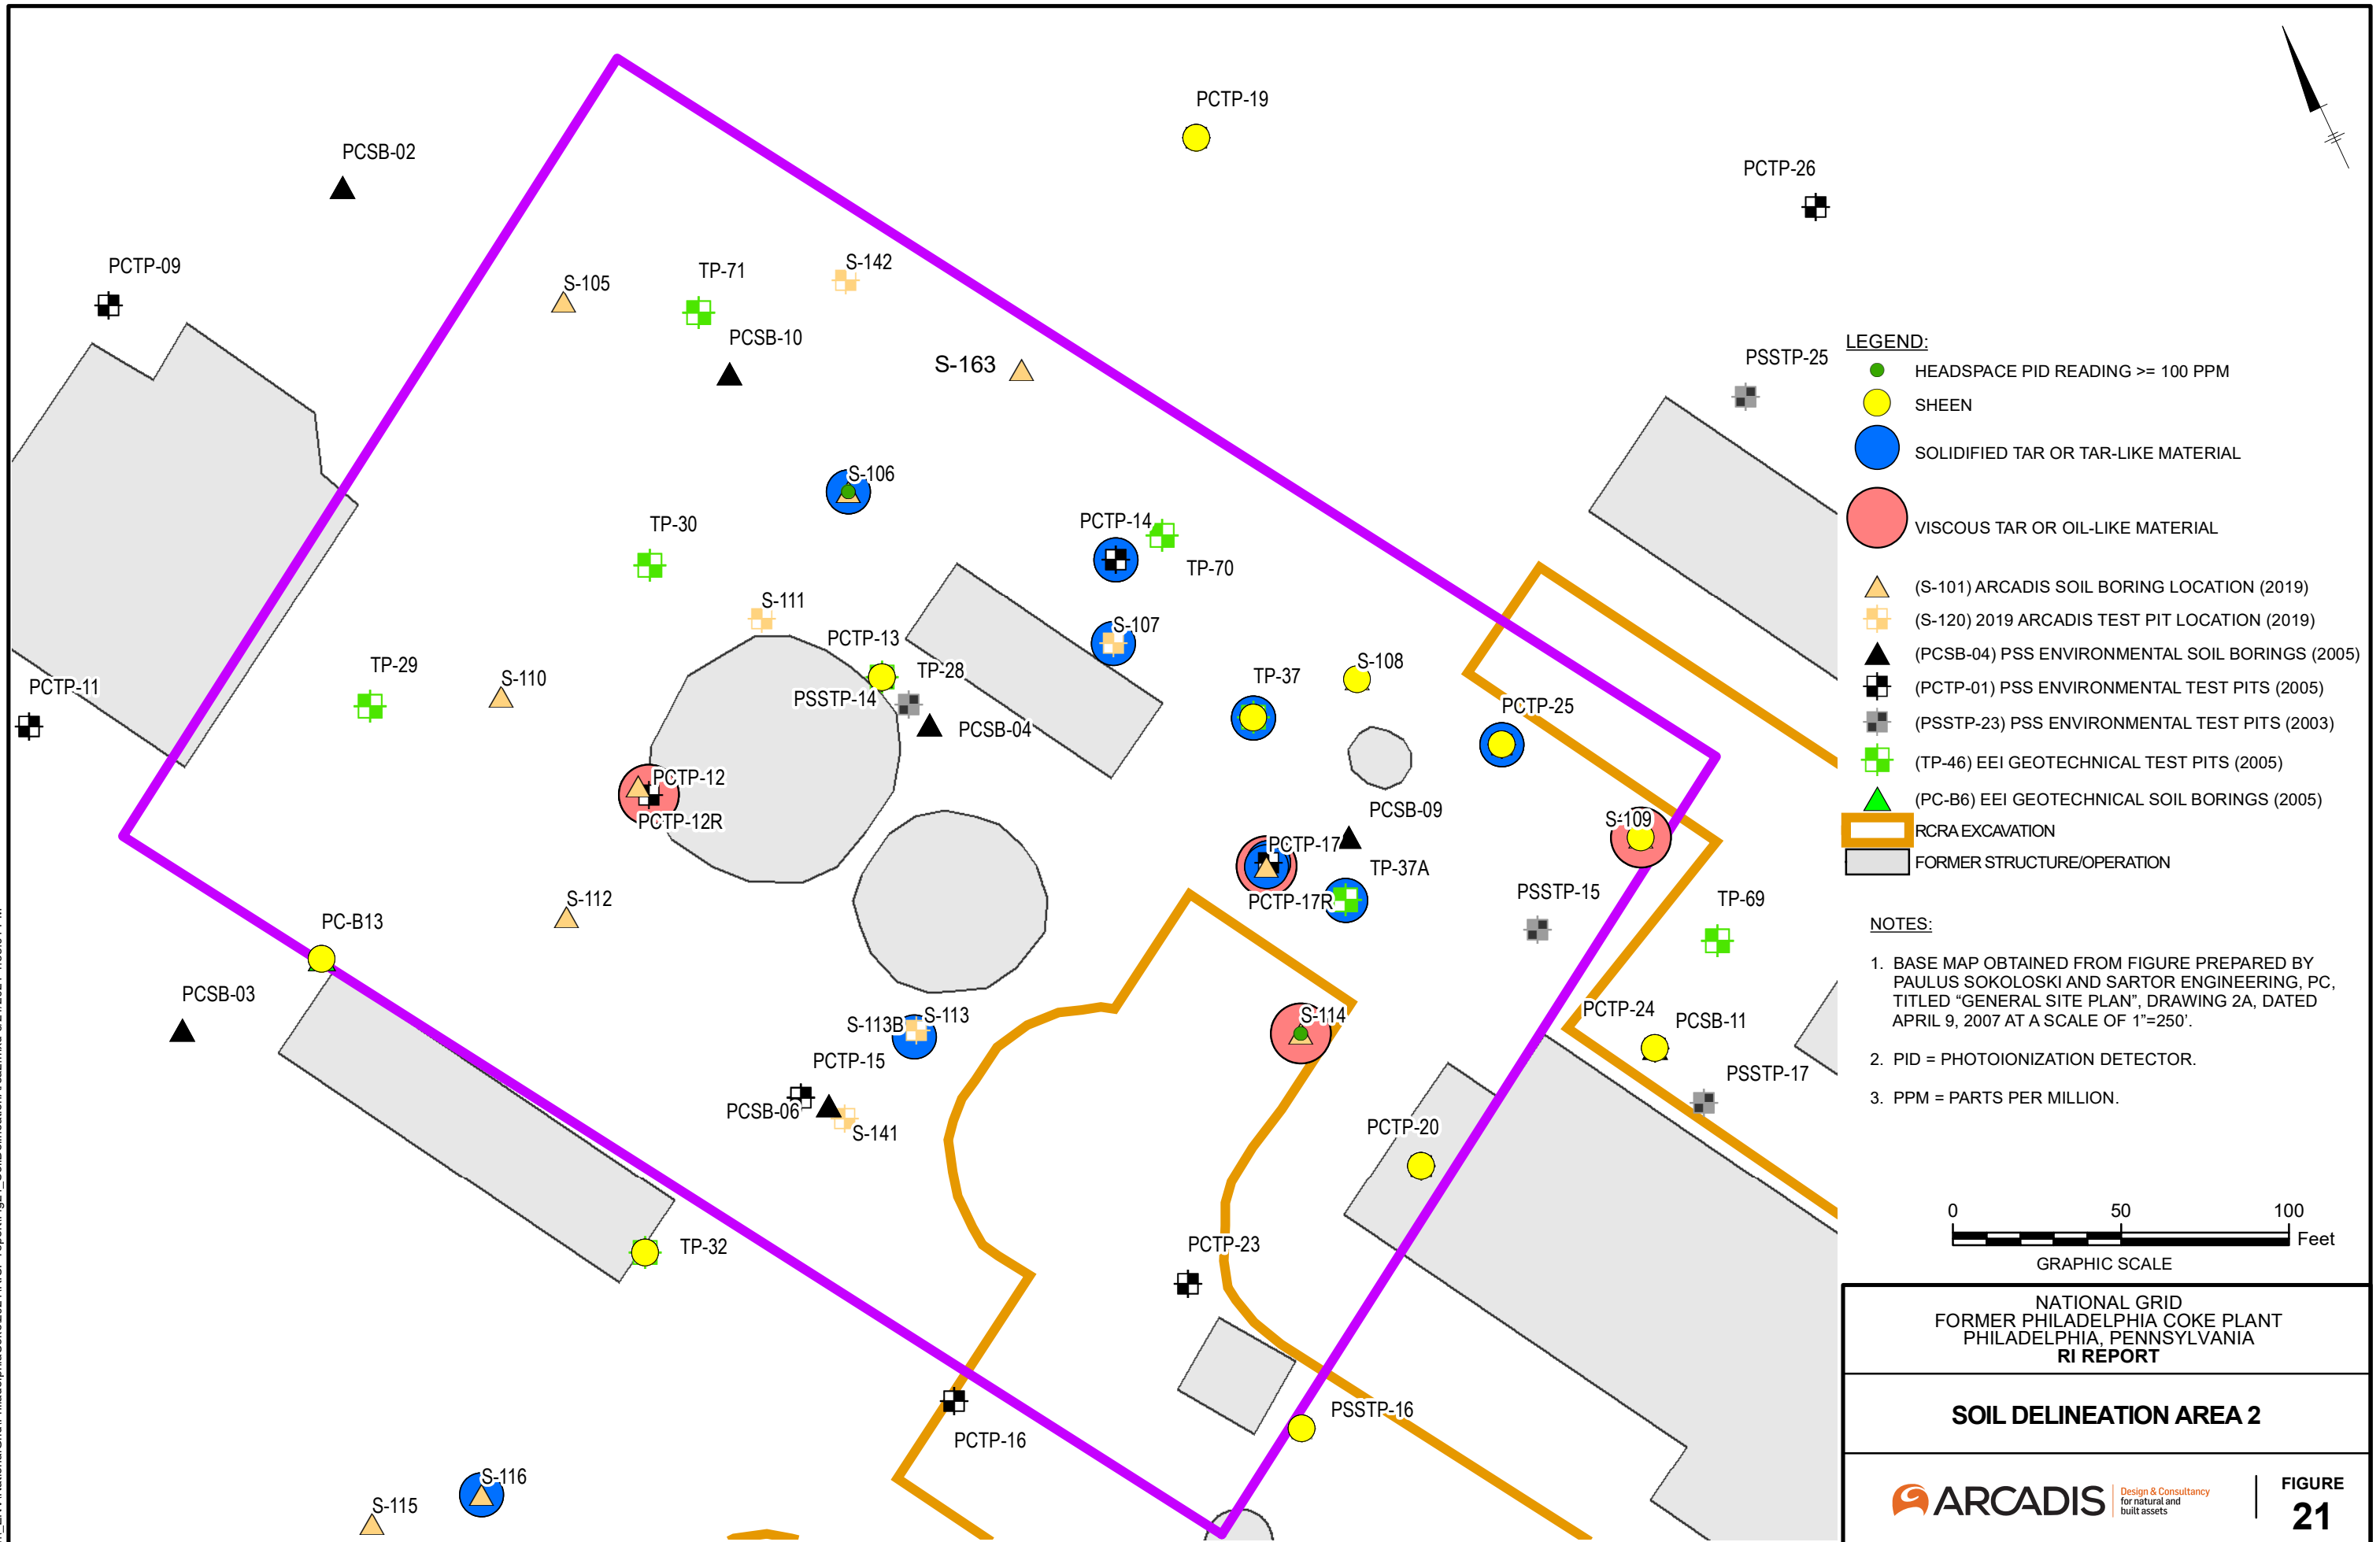 PCTP-19
PCSB-02
PCTP-26
PCTP-09
S-142
TP-71
S-105
PCSB-10
S-163
PSSTP-25
S-106
PCTP-14
TP-30
TP-70
S-111
S-107
PCTP-13
TP-28
S-108
TP-29
S-110
TP-37
PCTP-11
PSSTP-14
PCTP-25
PCSB-04
PCTP-12
PCTP-12R
PCSB-09
S-109
PCTP-17
TP-37A
PCTP-17R
PSSTP-15
TP-69
S-112
PC-B13
PCSB-03
S-113B
S-113
S-114
PCTP-24
PCSB-11
PCTP-15
PSSTP-17
PCSB-06
S-141
PCTP-20
TP-32
PCTP-23
PSSTP-16
PCTP-16
S-116
S-115
LEGEND:
HEADSPACE PID READING >= 100 PPM
SHEEN
SOLIDIFIED TAR OR TAR-LIKE MATERIAL
VISCOUS TAR OR OIL-LIKE MATERIAL
(S-101) ARCADIS SOIL BORING LOCATION (2019)
(S-120) 2019 ARCADIS TEST PIT LOCATION (2019)
(PCSB-04) PSS ENVIRONMENTAL SOIL BORINGS (2005)
(PCTP-01) PSS ENVIRONMENTAL TEST PITS (2005)
(PSSTP-23) PSS ENVIRONMENTAL TEST PITS (2003)
(TP-46) EEI GEOTECHNICAL TEST PITS (2005)
(PC-B6) EEI GEOTECHNICAL SOIL BORINGS (2005)
RCRA EXCAVATION
FORMER STRUCTURE/OPERATION
NOTES:
1. BASE MAP OBTAINED FROM FIGURE PREPARED BY
PAULUS SOKOLOSKI AND SARTOR ENGINEERING, PC,
TITLED “GENERAL SITE PLAN”, DRAWING 2A, DATED
APRIL 9, 2007 AT A SCALE OF 1”=250’.
2. PID = PHOTOIONIZATION DETECTOR.
3. PPM = PARTS PER MILLION.
0 50 100
Feet
GRAPHIC SCALE
NATIONAL GRID
FORMER PHILADELPHIA COKE PLANT
PHILADELPHIA, PENNSYLVANIA
RI REPORT
SOIL DELINEATION AREA 2
ARCADIS
Design & Consultancy
for natural and
built assets
FIGURE
21